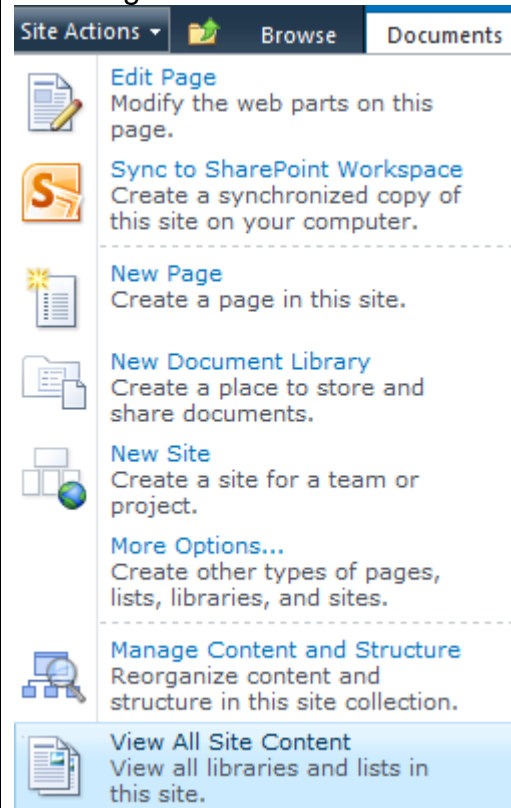 Site Actions Browse Documents
Edit Page
Modify the web parts on this
page.
Sync to SharePoint Workspace
Create a synchronized copy of
this site on your computer.
New Page
Create a page in this site.
New Document Library
Create a place to store and
share documents.
New Site
Create a site for a team or
project.
More Options...
Create other types of pages,
lists, libraries, and sites.
Manage Content and Structure
Reorganize content and
structure in this site collection.
View All Site Content
View all libraries and lists in
this site.